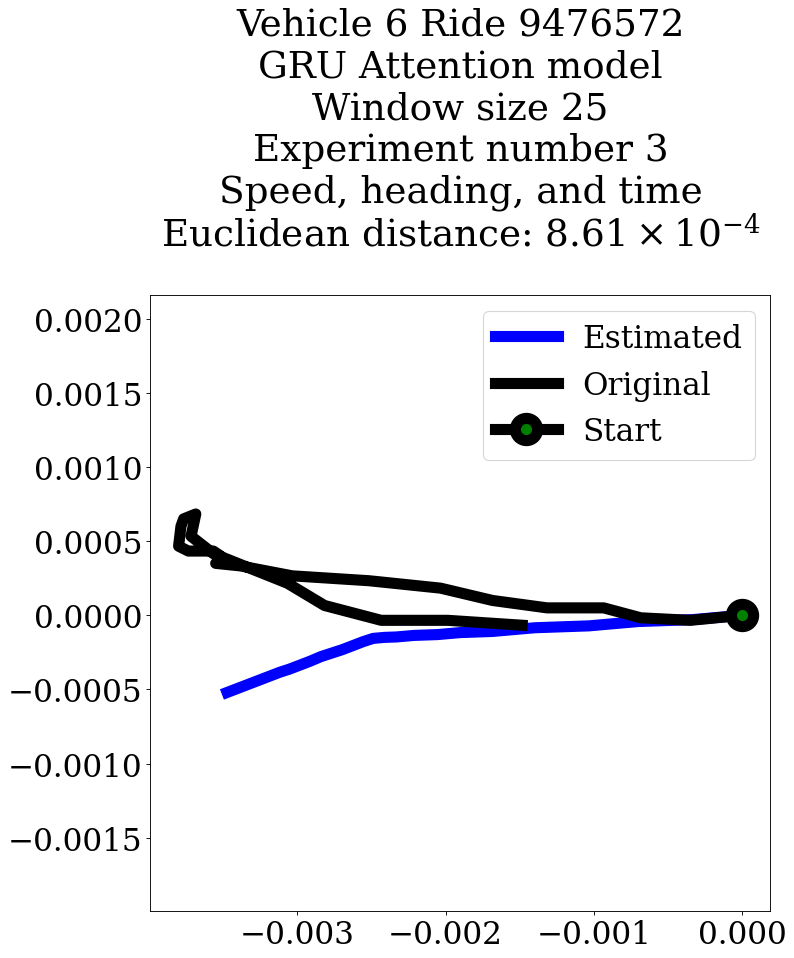 Vehicle 6 Ride 9476572
GRU Attention model
Window size 25
Experiment number 3
Speed, heading, and time
Euclidean distance: 8.61 × 10⁻⁴
Estimated
Original
Start
0.0020
0.0015
0.0010
0.0005
0.0000
−0.0005
−0.0010
−0.0015
−0.003 −0.002 −0.001 0.000